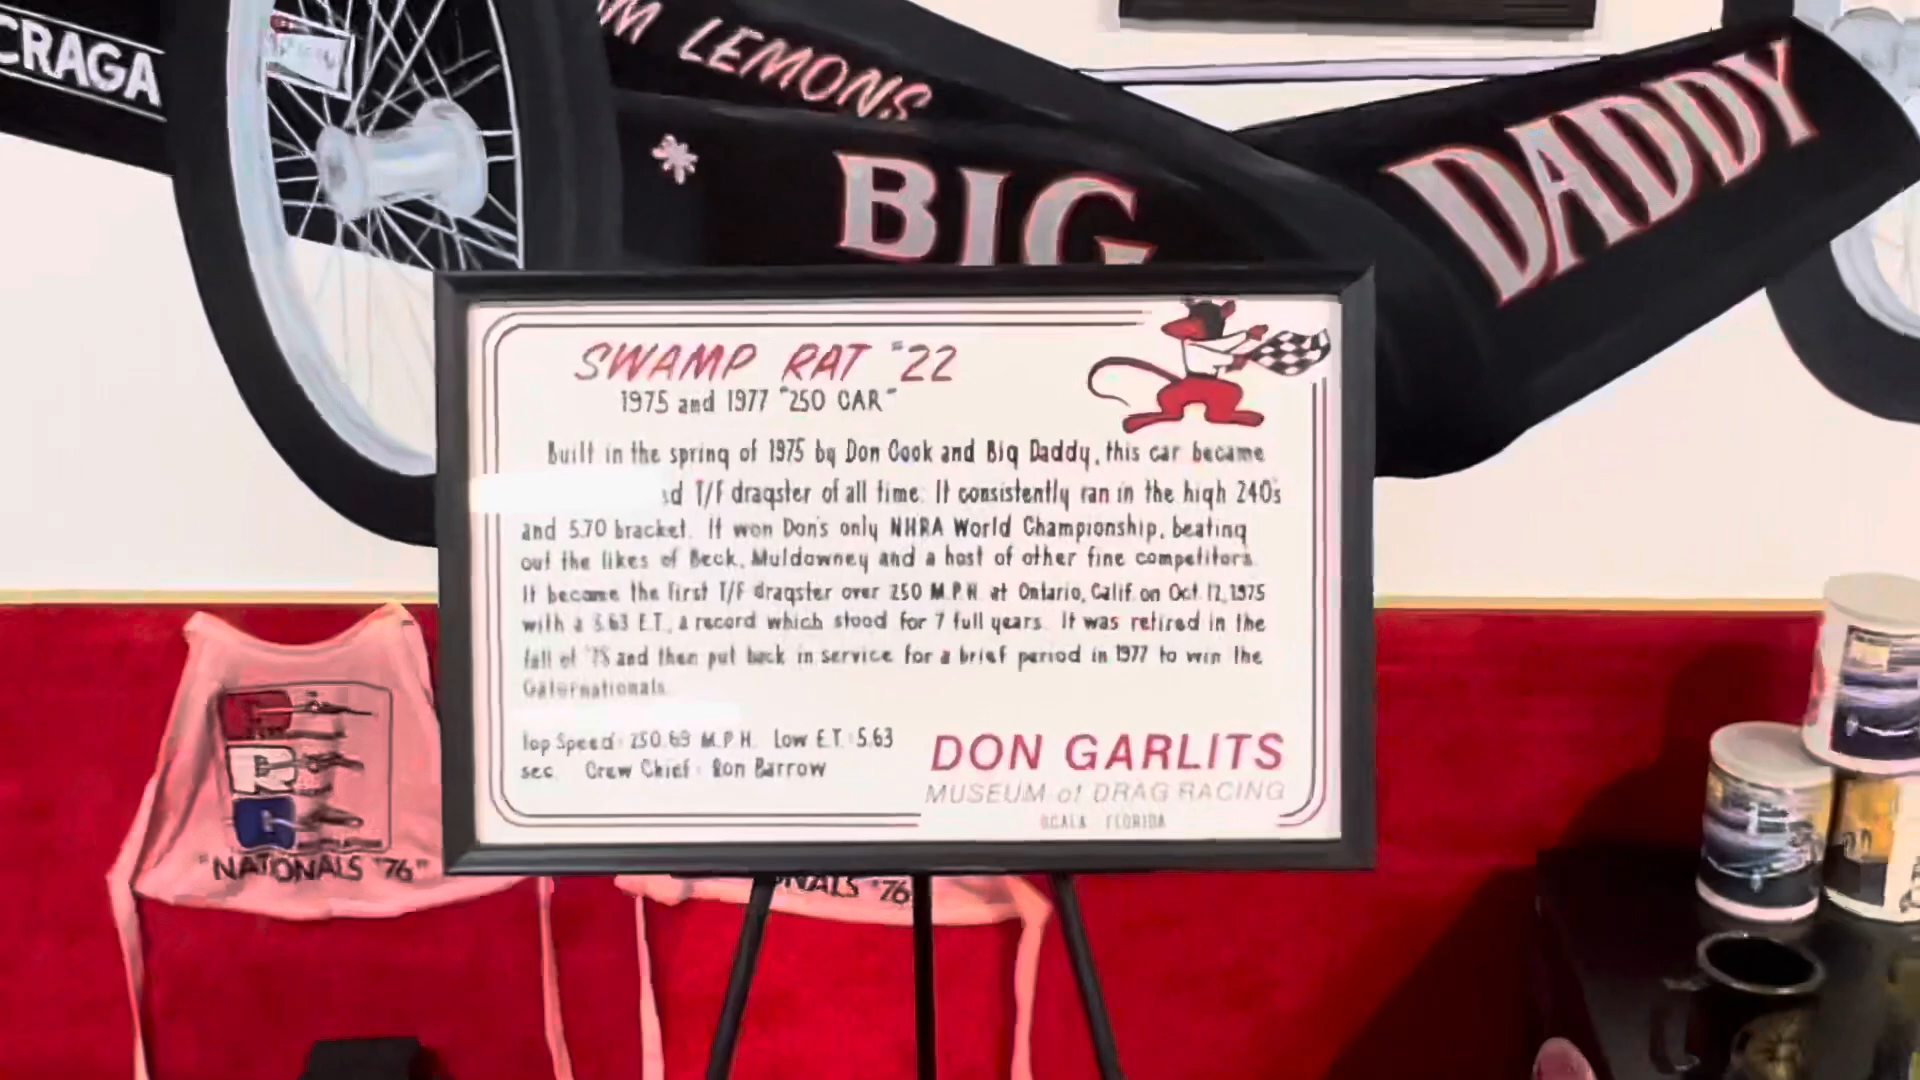 CRAGA
LEMONS
BIG
DADDY
SWAMP RAT #22
1975 and 1977 "250 CAR"
Built in the spring of 1975 by Don Cook and Big Daddy, this car became
T/F dragster of all time. It consistently ran in the high 240s
and 5.70 bracket. It won Don's only NHRA World Championship, beating
out the likes of Beck, Muldowney and a host of other fine competitors.
It became the first T/F dragster over 250 M.P.H. at Ontario, Calif. on Oct. 12, 1975
with a 5.63 E.T., a record which stood for 7 full years. It was retired in the
fall of '75 and then put back in service for a brief period in 1977 to win the
Gatornationals.
Top Speed: 250.69 M.P.H. Low E.T.: 5.63
sec. Crew Chief: Ron Barrow
DON GARLITS
MUSEUM of DRAG RACING
OCALA FLORIDA
"NATIONALS '76"
NALS '76